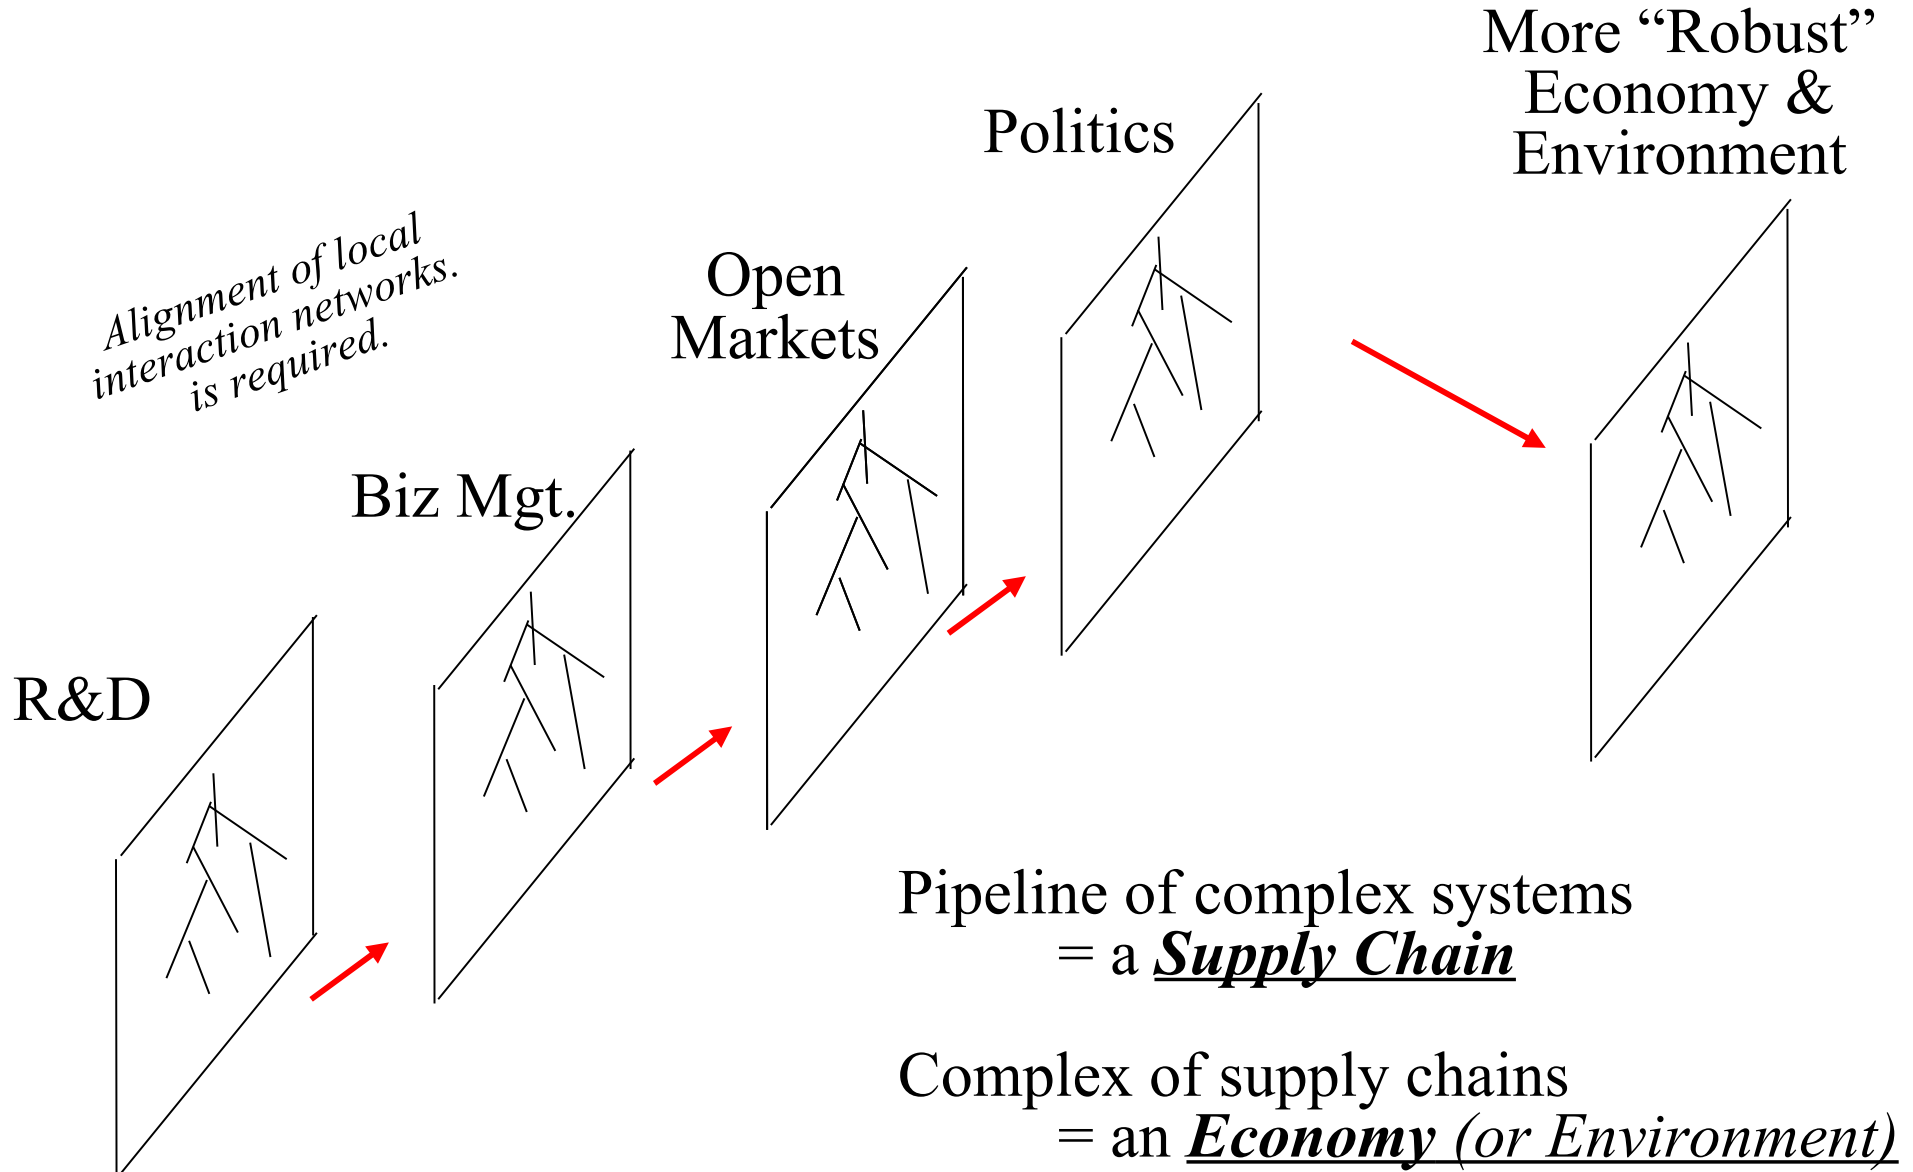 More “Robust”
Economy &
Environment
Politics
Alignment of local
interaction networks.
is required.
Open
Markets
Biz Mgt.
R&D
Pipeline of complex systems
= a Supply Chain
Complex of supply chains
= an Economy (or Environment)